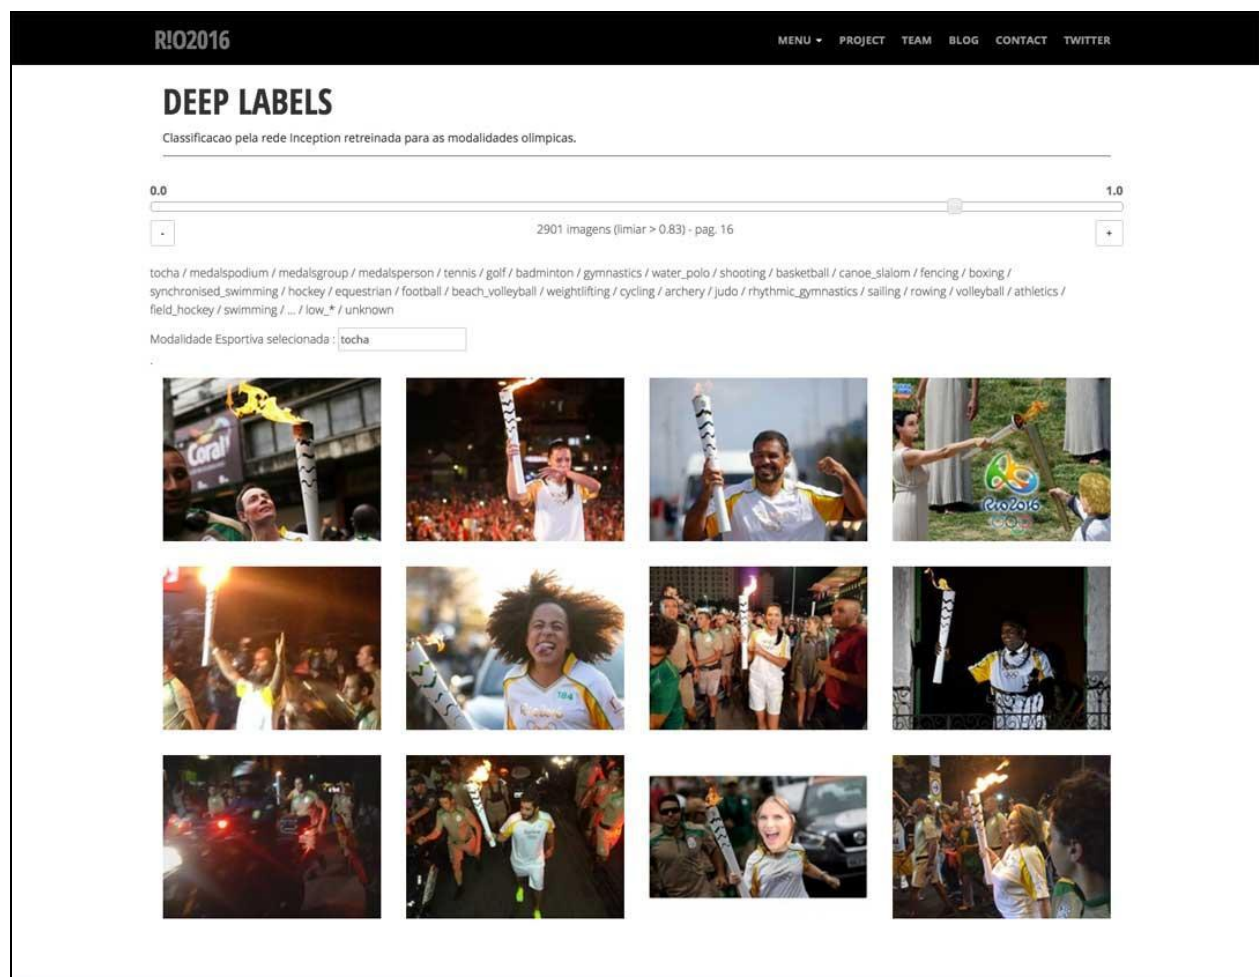 R!O2016
MENU PROJECT TEAM BLOG CONTACT TWITTER
DEEP LABELS
Classificacao pela rede Inception retreinada para as modalidades olimpicas.
0.0 1.0
- 2901 imagens (limiar > 0.83) - pag. 16 +
tocha / medalspodium / medalsgroup / medalsperson / tennis / golf / badminton / gymnastics / water_polo / shooting / basketball / canoe_slalom / fencing / boxing /
synchronised_swimming / hockey / equestrian / football / beach_volleyball / weightlifting / cycling / archery / judo / rhythmic_gymnastics / sailing / rowing / volleyball / athletics /
field_hockey / swimming / ... / low_* / unknown
Modalidade Esportiva selecionada : tocha
.
Coral
Rio2016
184